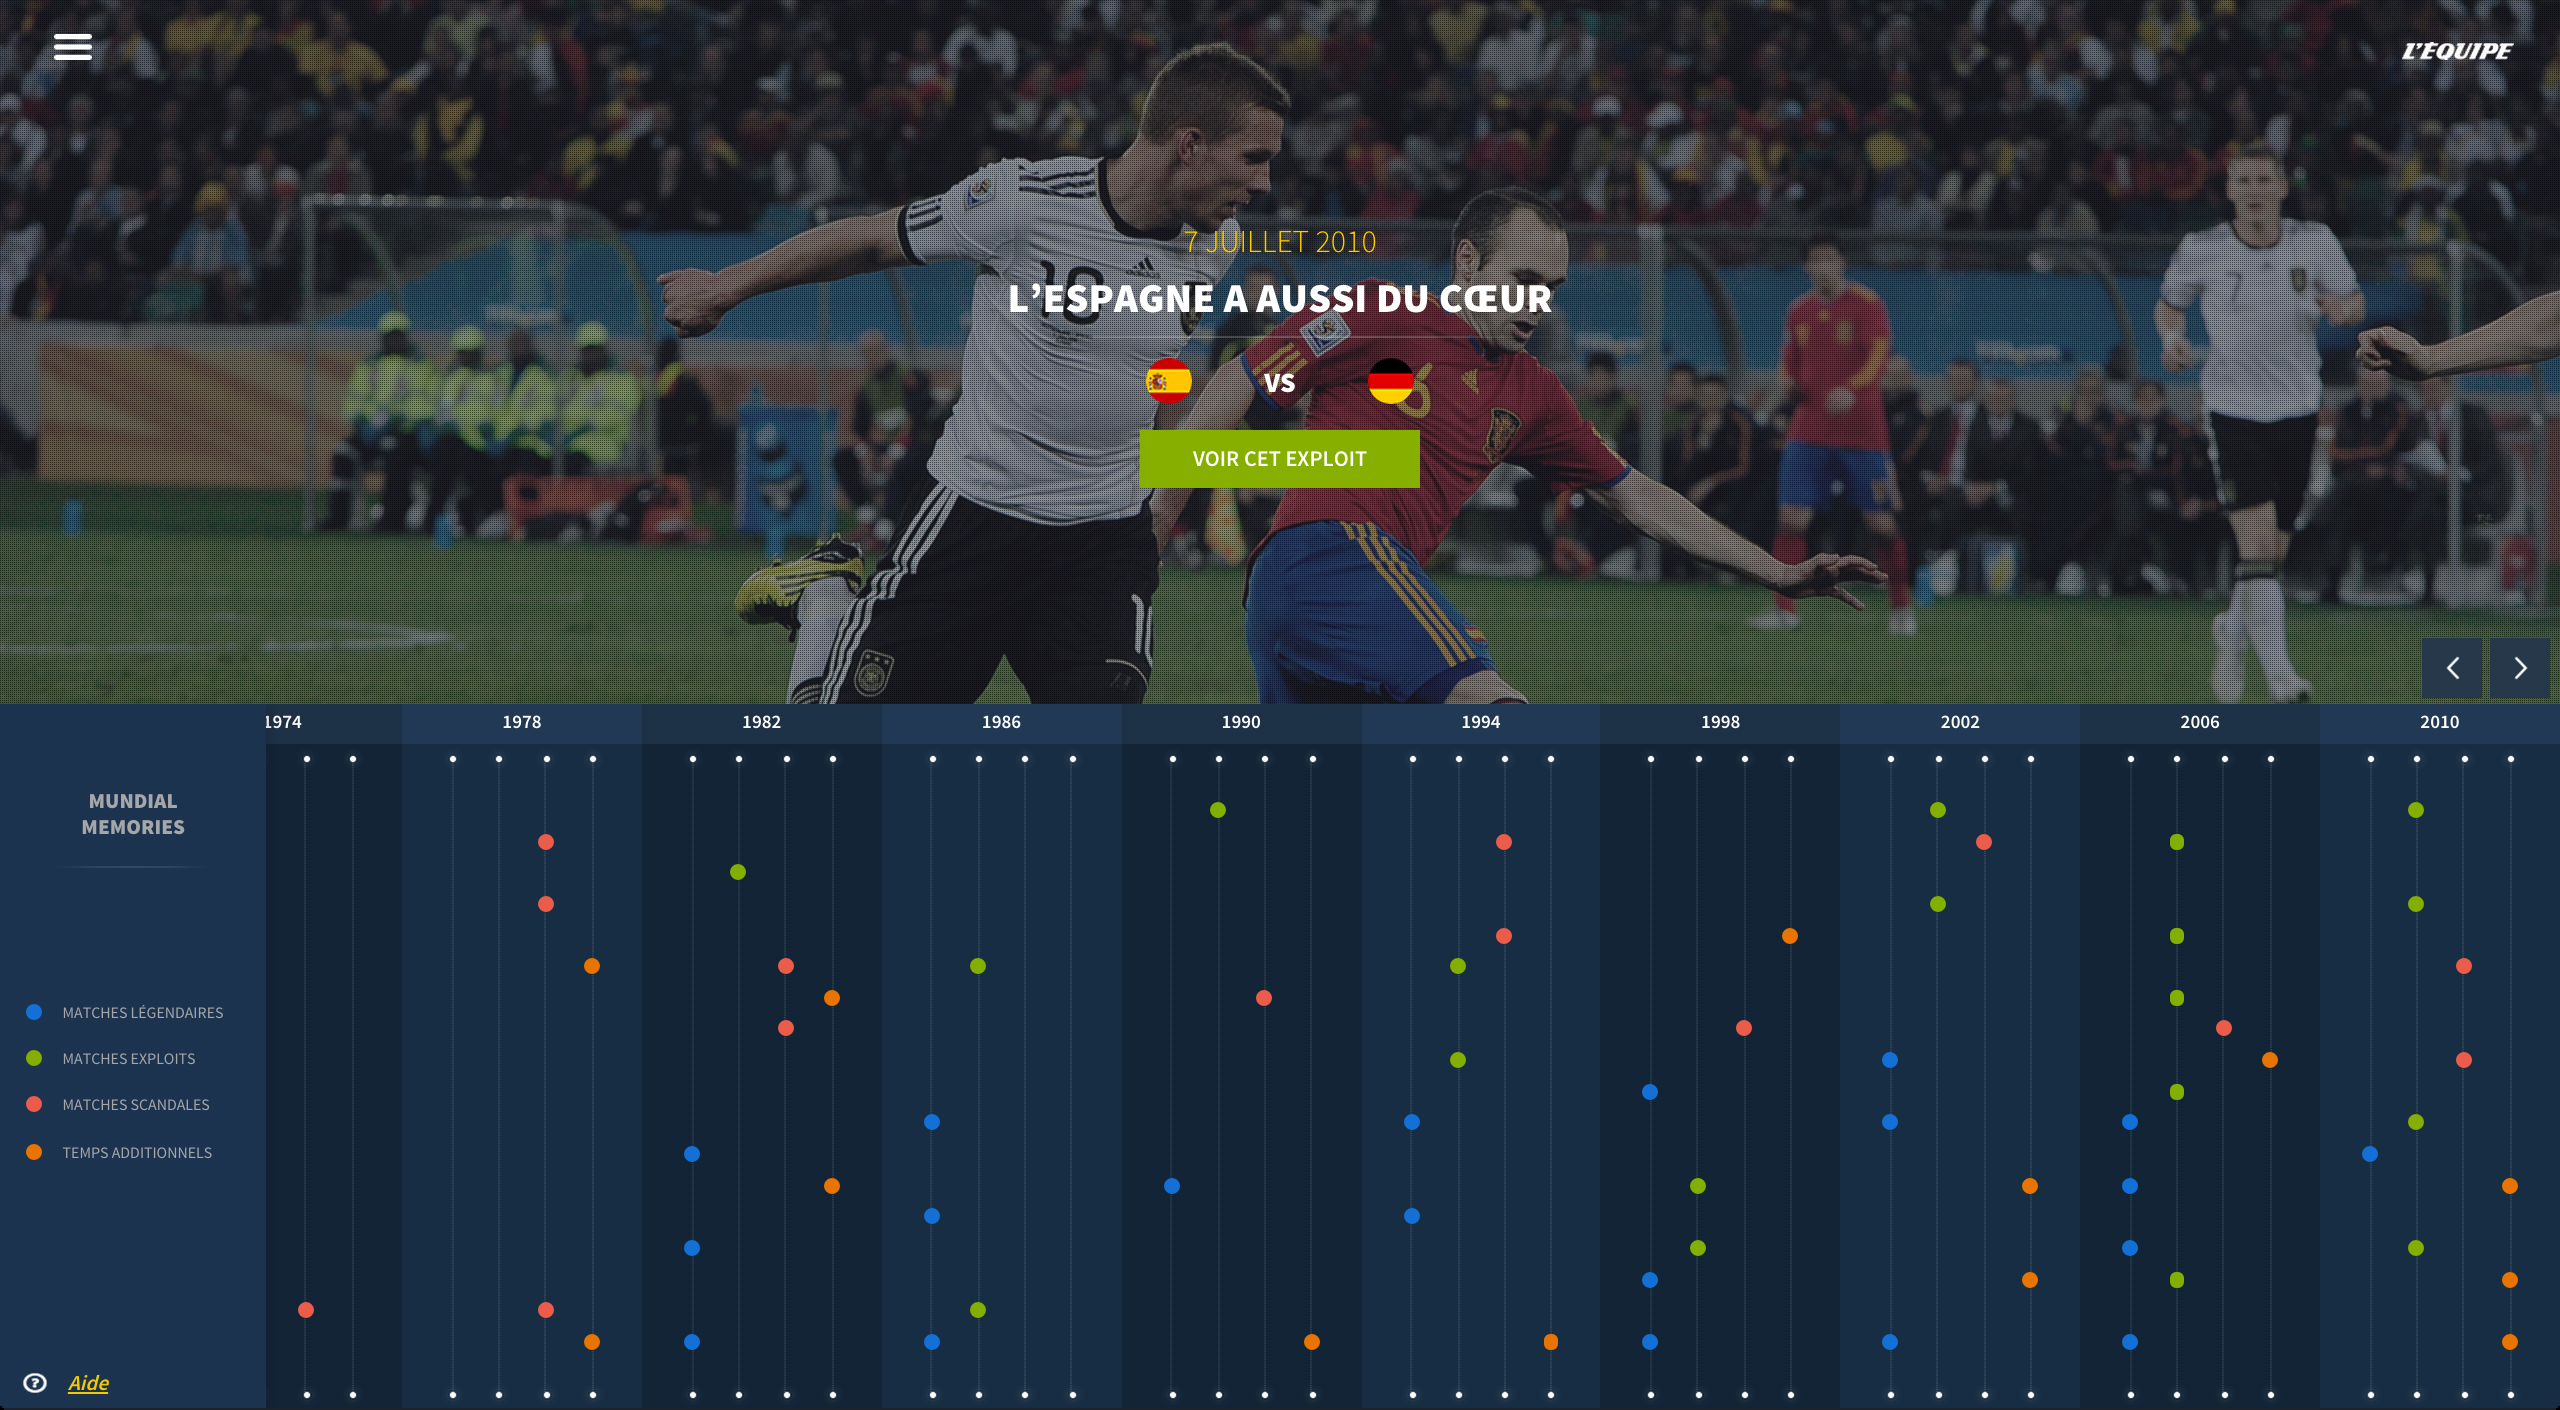 L'ÉQUIPE
7 JUILLET 2010
L'ESPAGNE A AUSSI DU CŒUR
VS
VOIR CET EXPLOIT
1974 1978 1982 1986 1990 1994 1998 2002 2006 2010
MUNDIAL
MEMORIES
MATCHES LÉGENDAIRES
MATCHES EXPLOITS
MATCHES SCANDALES
TEMPS ADDITIONNELS
? Aide